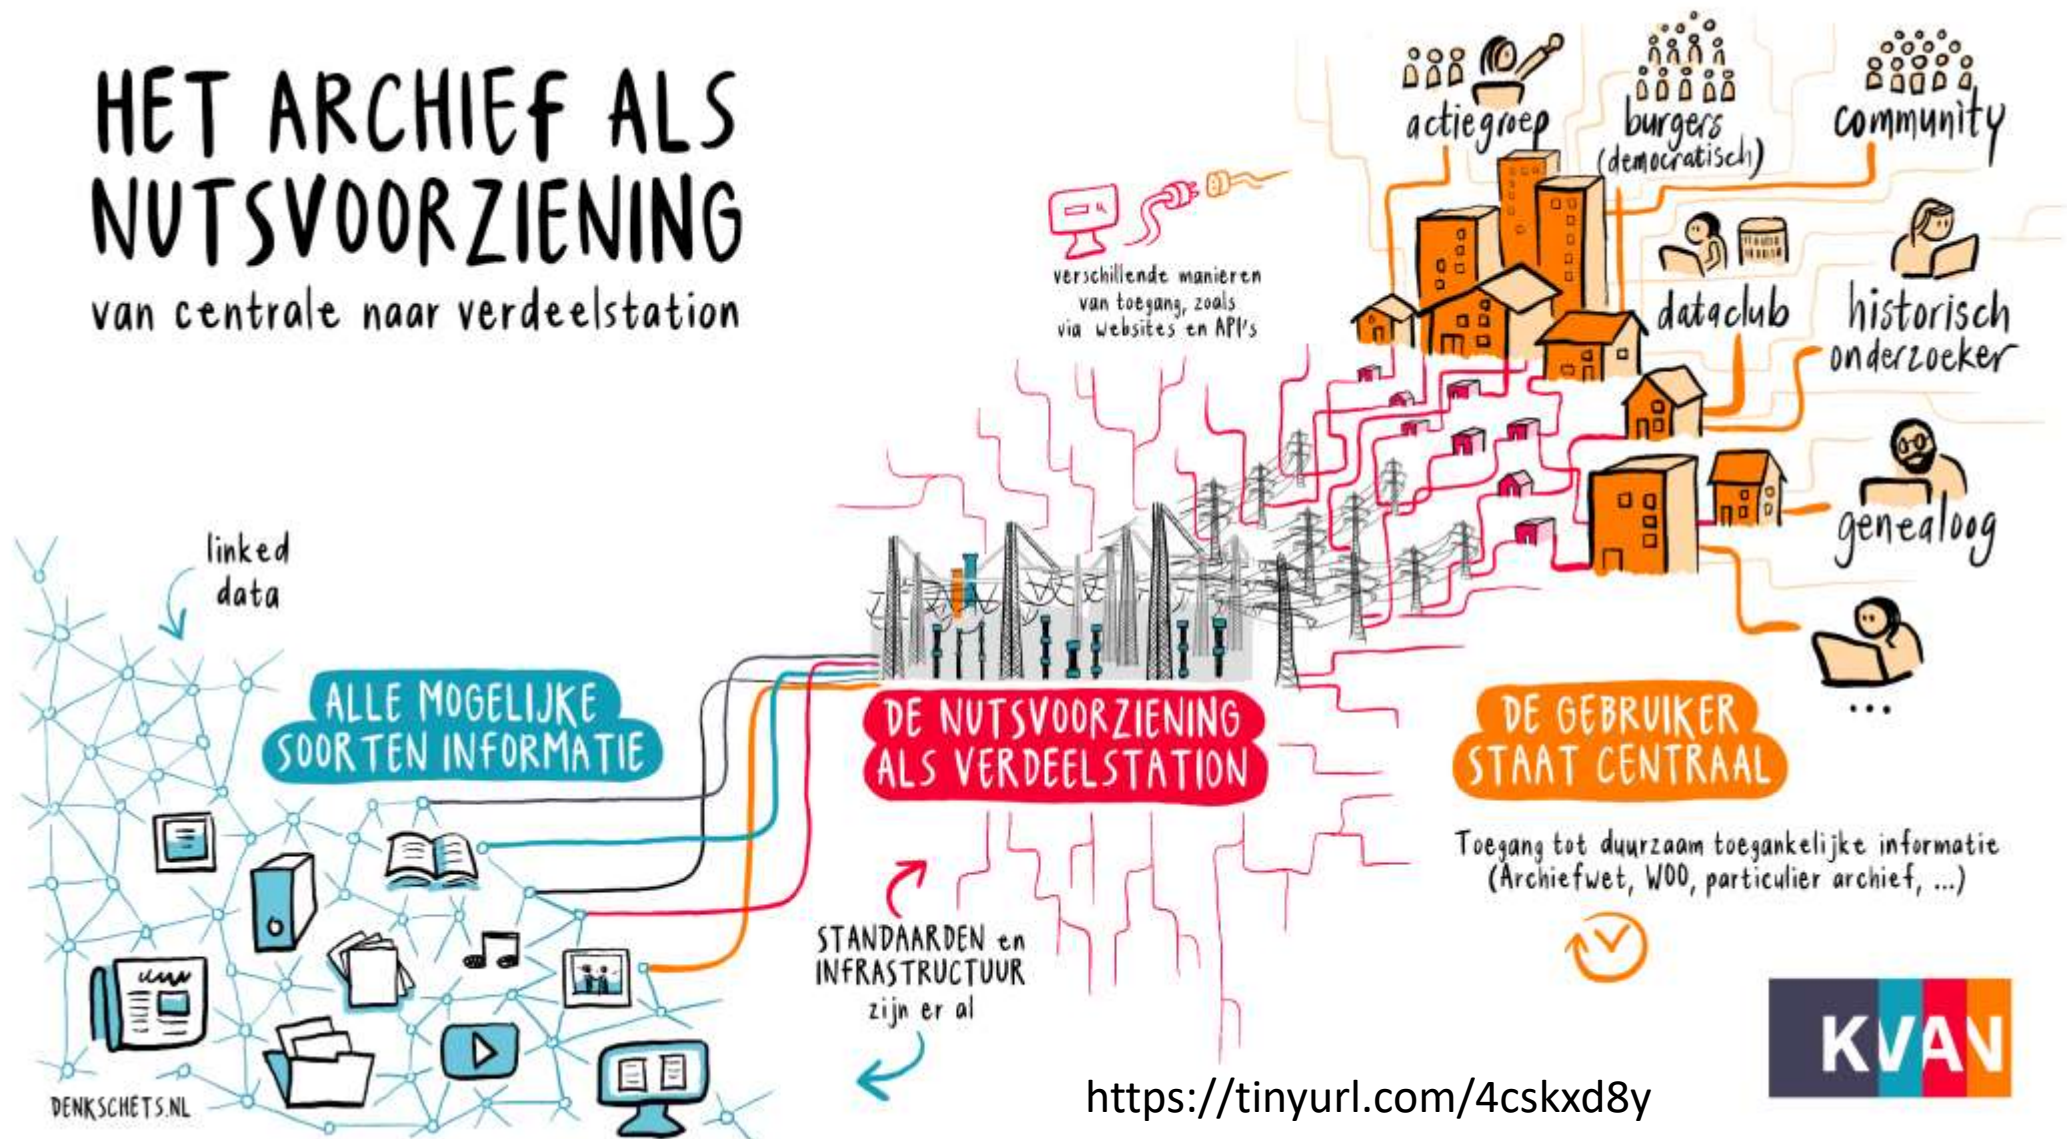 HET ARCHIEF ALS
NUTSVOORZIENING
van centrale naar verdeelstation
verschillende manieren
van toegang, zoals
via websites en API's
actiegroep
burgers
(democratisch)
community
dataclub
historisch
onderzoeker
genealoog
...
linked
data
ALLE MOGELIJKE
SOORTEN INFORMATIE
DE NUTSVOORZIENING
ALS VERDEELSTATION
DE GEBRUIKER
STAAT CENTRAAL
Toegang tot duurzaam toegankelijke informatie
(Archiefwet, WOO, particulier archief, ...)
STANDAARDEN en
INFRASTRUCTUUR
zijn er al
DENKSCHETS.NL
https://tinyurl.com/4cskxd8y
KVAN